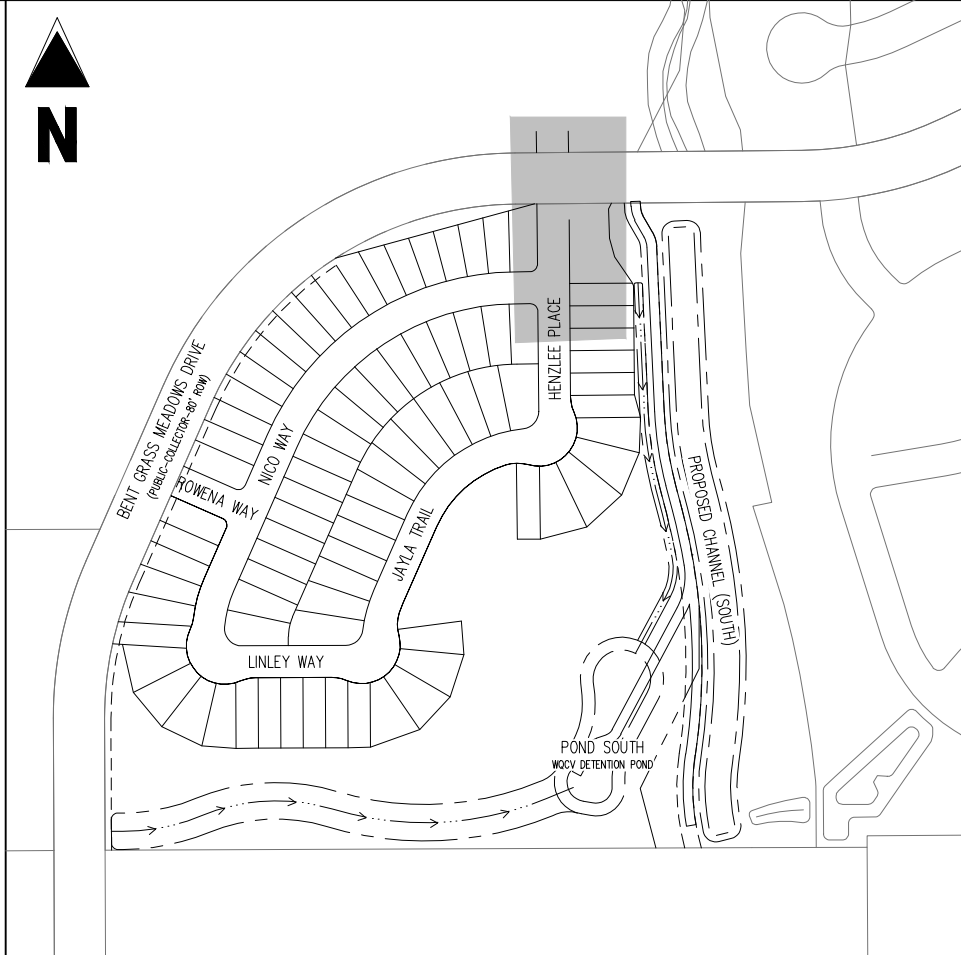 N
HENZLEE PLACE
BENT GRASS MEADOWS DRIVE
(PUBLIC-COLLECTOR-80' ROW)
NICO WAY
ROWENA WAY
JAYLA TRAIL
PROPOSED CHANNEL (SOUTH)
LINLEY WAY
POND SOUTH
WQCV DETENTION POND